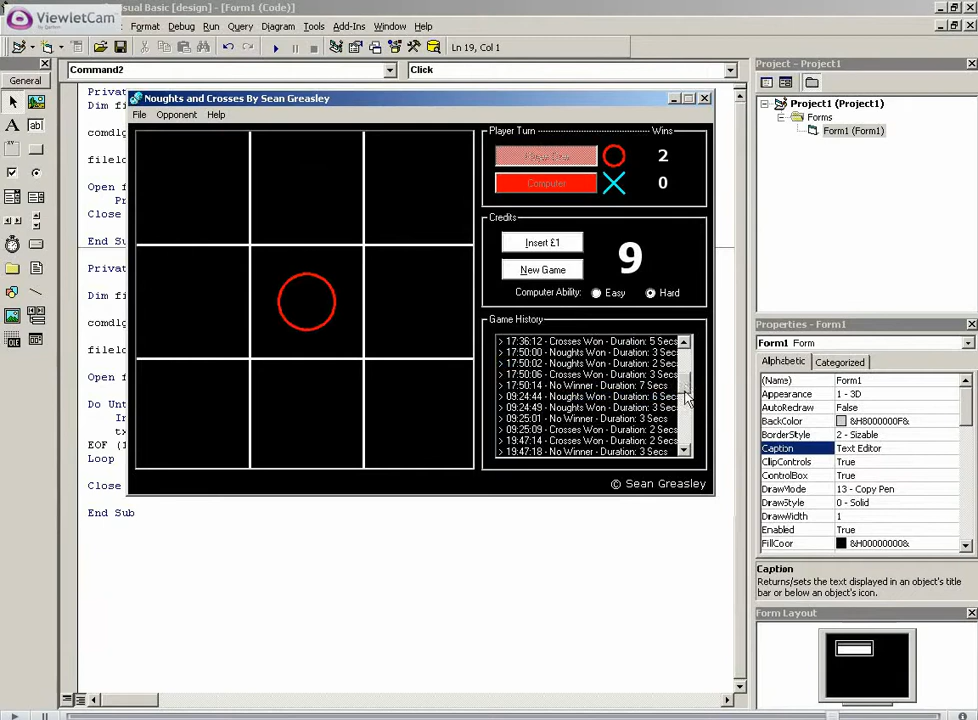 ViewletCam
isual Basic [design] - [Form1 (Code)]
Format Debug Run Query Diagram Tools Add-Ins Window Help
Ln 19, Col 1
General
Command2
Click
Privat
Dim fi
comdlg
filelo
Open f
Pr
Close
End Sub
Privat
Dim fi
comdlg
filelo
Open f
Do Unt
In
tx
EOF (1
Loop
Close
End Sub
Noughts and Crosses By Sean Greasley
File Opponent Help
Player Turn Wins
2
Computer 0
Credits
Insert £1
New Game
9
Computer Ability: Easy Hard
Game History
> 17:36:12 - Crosses Won - Duration: 5 Secs
> 17:50:00 - Noughts Won - Duration: 3 Secs
> 17:50:02 - Noughts Won - Duration: 2 Secs
> 17:50:06 - Crosses Won - Duration: 3 Secs
> 17:50:14 - No Winner - Duration: 7 Secs
> 09:24:44 - Noughts Won - Duration: 6 Secs
> 09:24:49 - Noughts Won - Duration: 3 Secs
> 09:25:01 - No Winner - Duration: 3 Secs
> 09:25:09 - Crosses Won - Duration: 2 Secs
> 19:47:14 - Crosses Won - Duration: 2 Secs
> 19:47:18 - No Winner - Duration: 3 Secs
© Sean Greasley
Project - Project1
Project1 (Project1)
Forms
Form1 (Form1)
Properties - Form1
Form1 Form
Alphabetic Categorized
(Name) Form1
Appearance 1 - 3D
AutoRedraw False
BackColor &H8000000F&
BorderStyle 2 - Sizable
Caption Text Editor
ClipControls True
ControlBox True
DrawMode 13 - Copy Pen
DrawStyle 0 - Solid
DrawWidth 1
Enabled True
FillColor &H00000000&
Caption
Returns/sets the text displayed in an object's title
bar or below an object's icon.
Form Layout